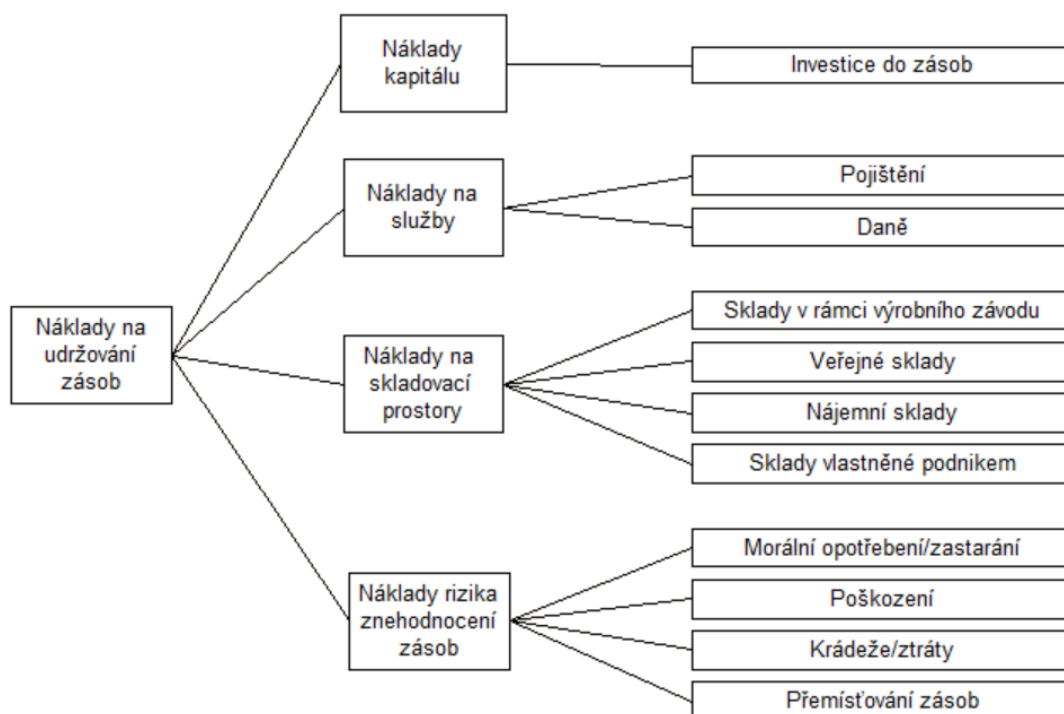 Náklady
kapitálu
Investice do zásob
Náklady na
služby
Pojištění
Daně
Náklady na
udržování
zásob
Náklady na
skladovací
prostory
Sklady v rámci výrobního závodu
Veřejné sklady
Nájemní sklady
Sklady vlastněné podnikem
Náklady rizika
znehodnocení
zásob
Morální opotřebení/zastarání
Poškození
Krádeže/ztráty
Přemísťování zásob